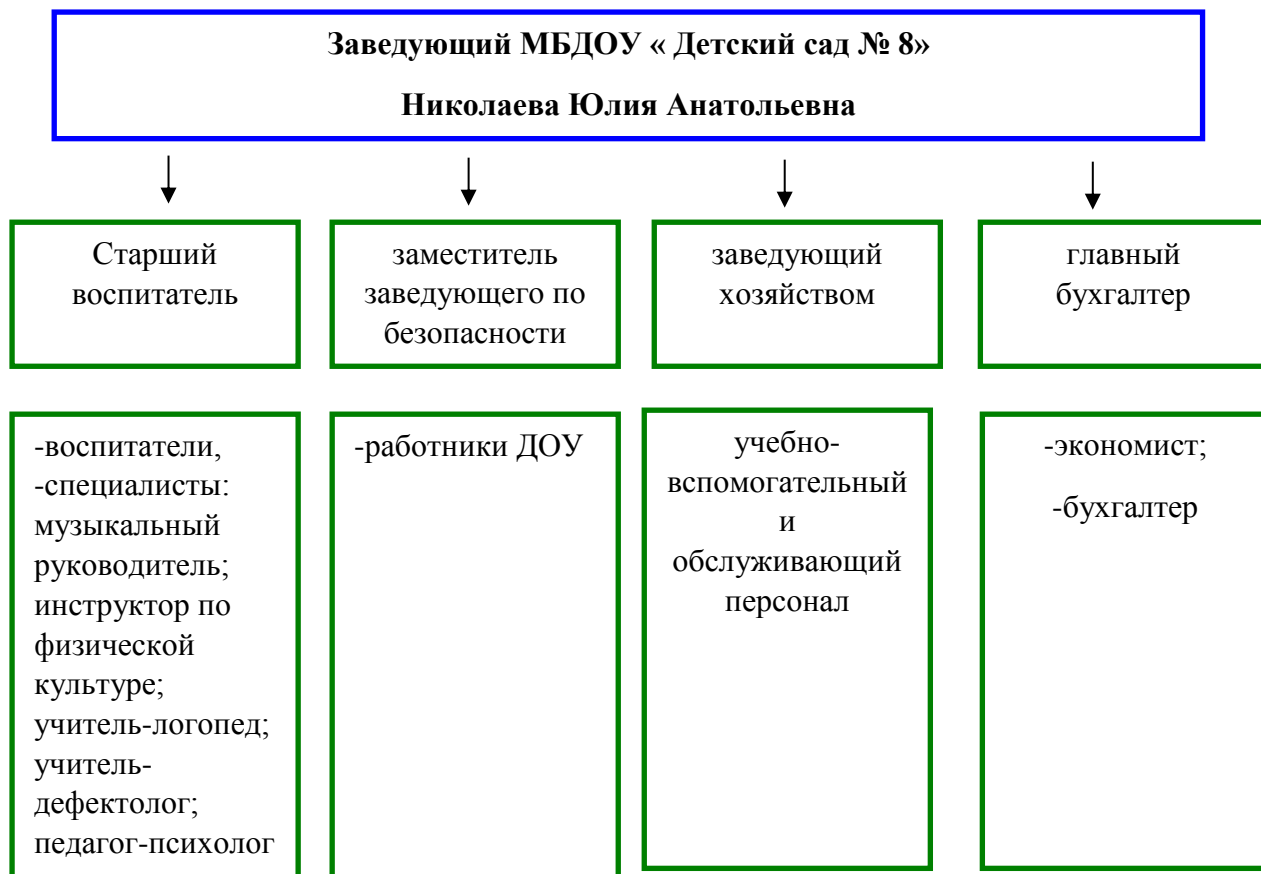 Заведующий МБДОУ « Детский сад № 8»
Николаева Юлия Анатольевна
Старший
воспитатель
заместитель
заведующего по
безопасности
заведующий
хозяйством
главный
бухгалтер
-воспитатели,
-специалисты:
музыкальный
руководитель;
инструктор по
физической
культуре;
учитель-логопед;
учитель-
дефектолог;
педагог-психолог
-работники ДОУ
учебно-
вспомогательный
и
обслуживающий
персонал
-экономист;
-бухгалтер